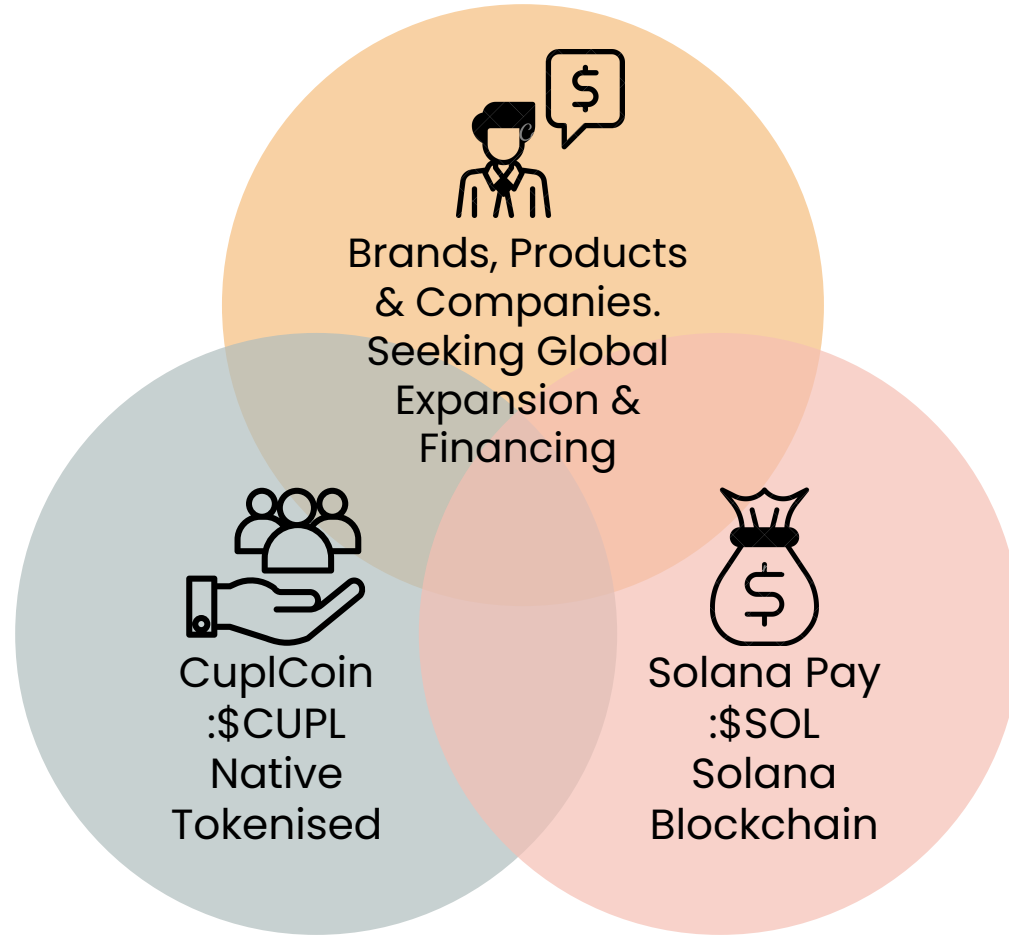 $
Brands, Products
& Companies.
Seeking Global
Expansion &
Financing
CuplCoin
:$CUPL
Native
Tokenised
$
Solana Pay
:$SOL
Solana
Blockchain